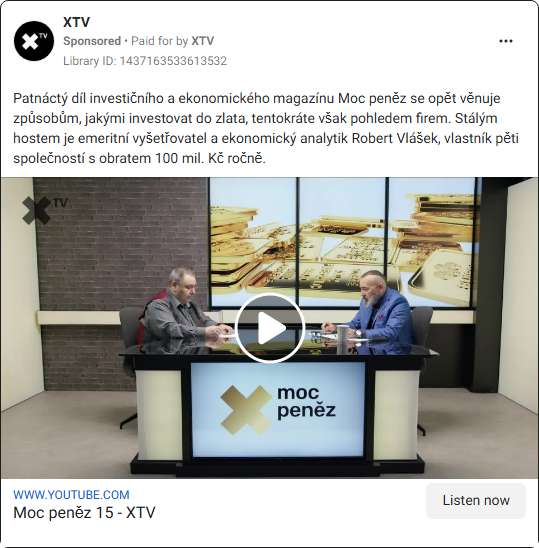 XTV
Sponsored • Paid for by XTV
Library ID: 1437163533613532
Patnáctý díl investičního a ekonomického magazínu Moc peněz se opět věnuje
způsobům, jakými investovat do zlata, tentokráte však pohledem firem. Stálým
hostem je emeritní vyšetřovatel a ekonomický analytik Robert Vlášek, vlastník pěti
společností s obratem 100 mil. Kč ročně.
XTV
moc
peněz
WWW.YOUTUBE.COM
Moc peněz 15 - XTV
Listen now